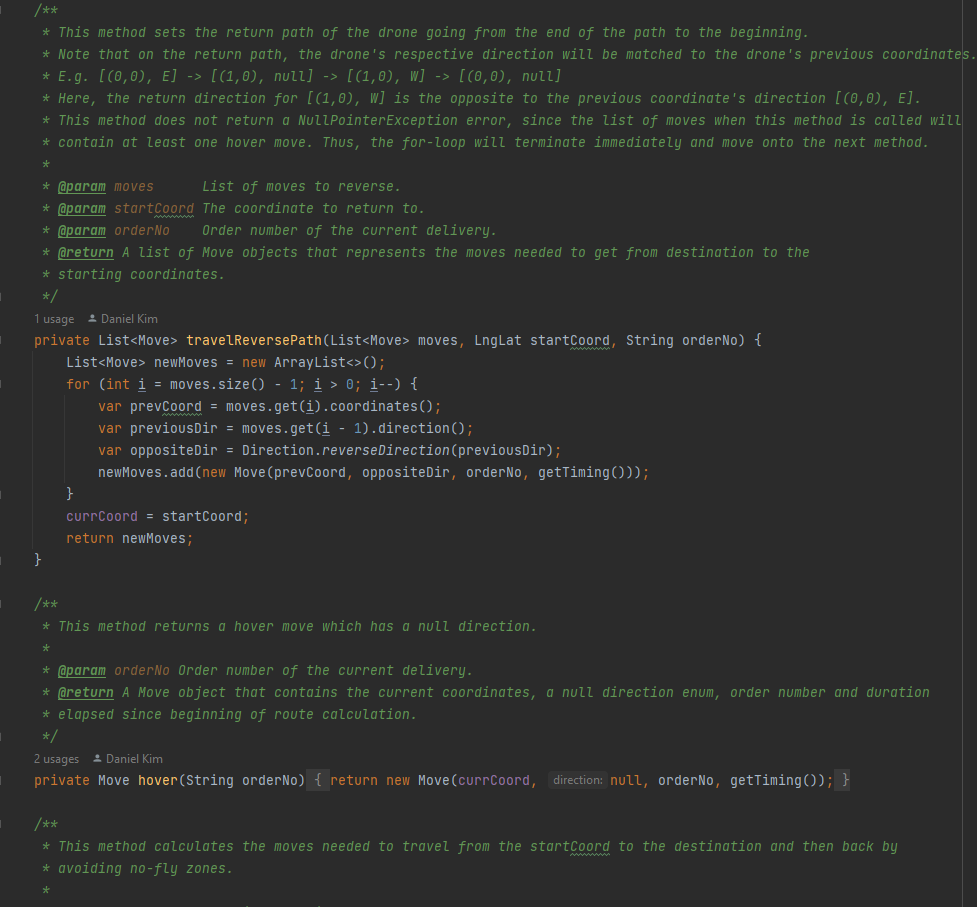 /**
 * This method sets the return path of the drone going from the end of the path to the beginning.
 * Note that on the return path, the drone's respective direction will be matched to the drone's previous coordinates.
 * E.g. [(0,0), E] -> [(1,0), null] -> [(1,0), W] -> [(0,0), null]
 * Here, the return direction for [(1,0), W] is the opposite to the previous coordinate's direction [(0,0), E].
 * This method does not return a NullPointerException error, since the list of moves when this method is called will
 * contain at least one hover move. Thus, the for-loop will terminate immediately and move onto the next method.
 *
 * @param moves      List of moves to reverse.
 * @param startCoord The coordinate to return to.
 * @param orderNo    Order number of the current delivery.
 * @return A list of Move objects that represents the moves needed to get from destination to the
 * starting coordinates.
 */
1 usage Daniel Kim
private List<Move> travelReversePath(List<Move> moves, LngLat startCoord, String orderNo) {
    List<Move> newMoves = new ArrayList<>();
    for (int i = moves.size() - 1; i > 0; i--) {
        var prevCoord = moves.get(i).coordinates();
        var previousDir = moves.get(i - 1).direction();
        var oppositeDir = Direction.reverseDirection(previousDir);
        newMoves.add(new Move(prevCoord, oppositeDir, orderNo, getTiming()));
    }
    currCoord = startCoord;
    return newMoves;
}
/**
 * This method returns a hover move which has a null direction.
 *
 * @param orderNo Order number of the current delivery.
 * @return A Move object that contains the current coordinates, a null direction enum, order number and duration
 * elapsed since beginning of route calculation.
 */
2 usages Daniel Kim
private Move hover(String orderNo) { return new Move(currCoord, direction: null, orderNo, getTiming()); }
/**
 * This method calculates the moves needed to travel from the startCoord to the destination and then back by
 * avoiding no-fly zones.
 *